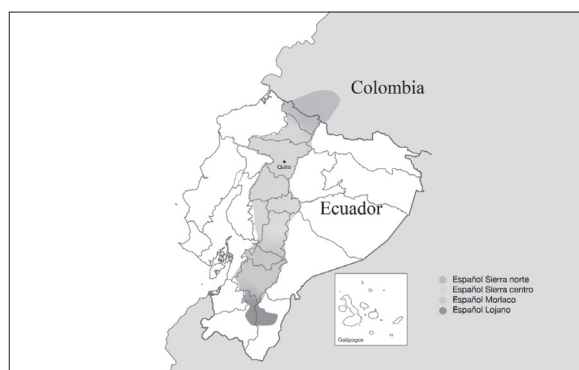 Colombia
Quito
Ecuador
Español Sierra norte
Español Sierra centro
Español Morlaco
Español Lojano
Galápagos